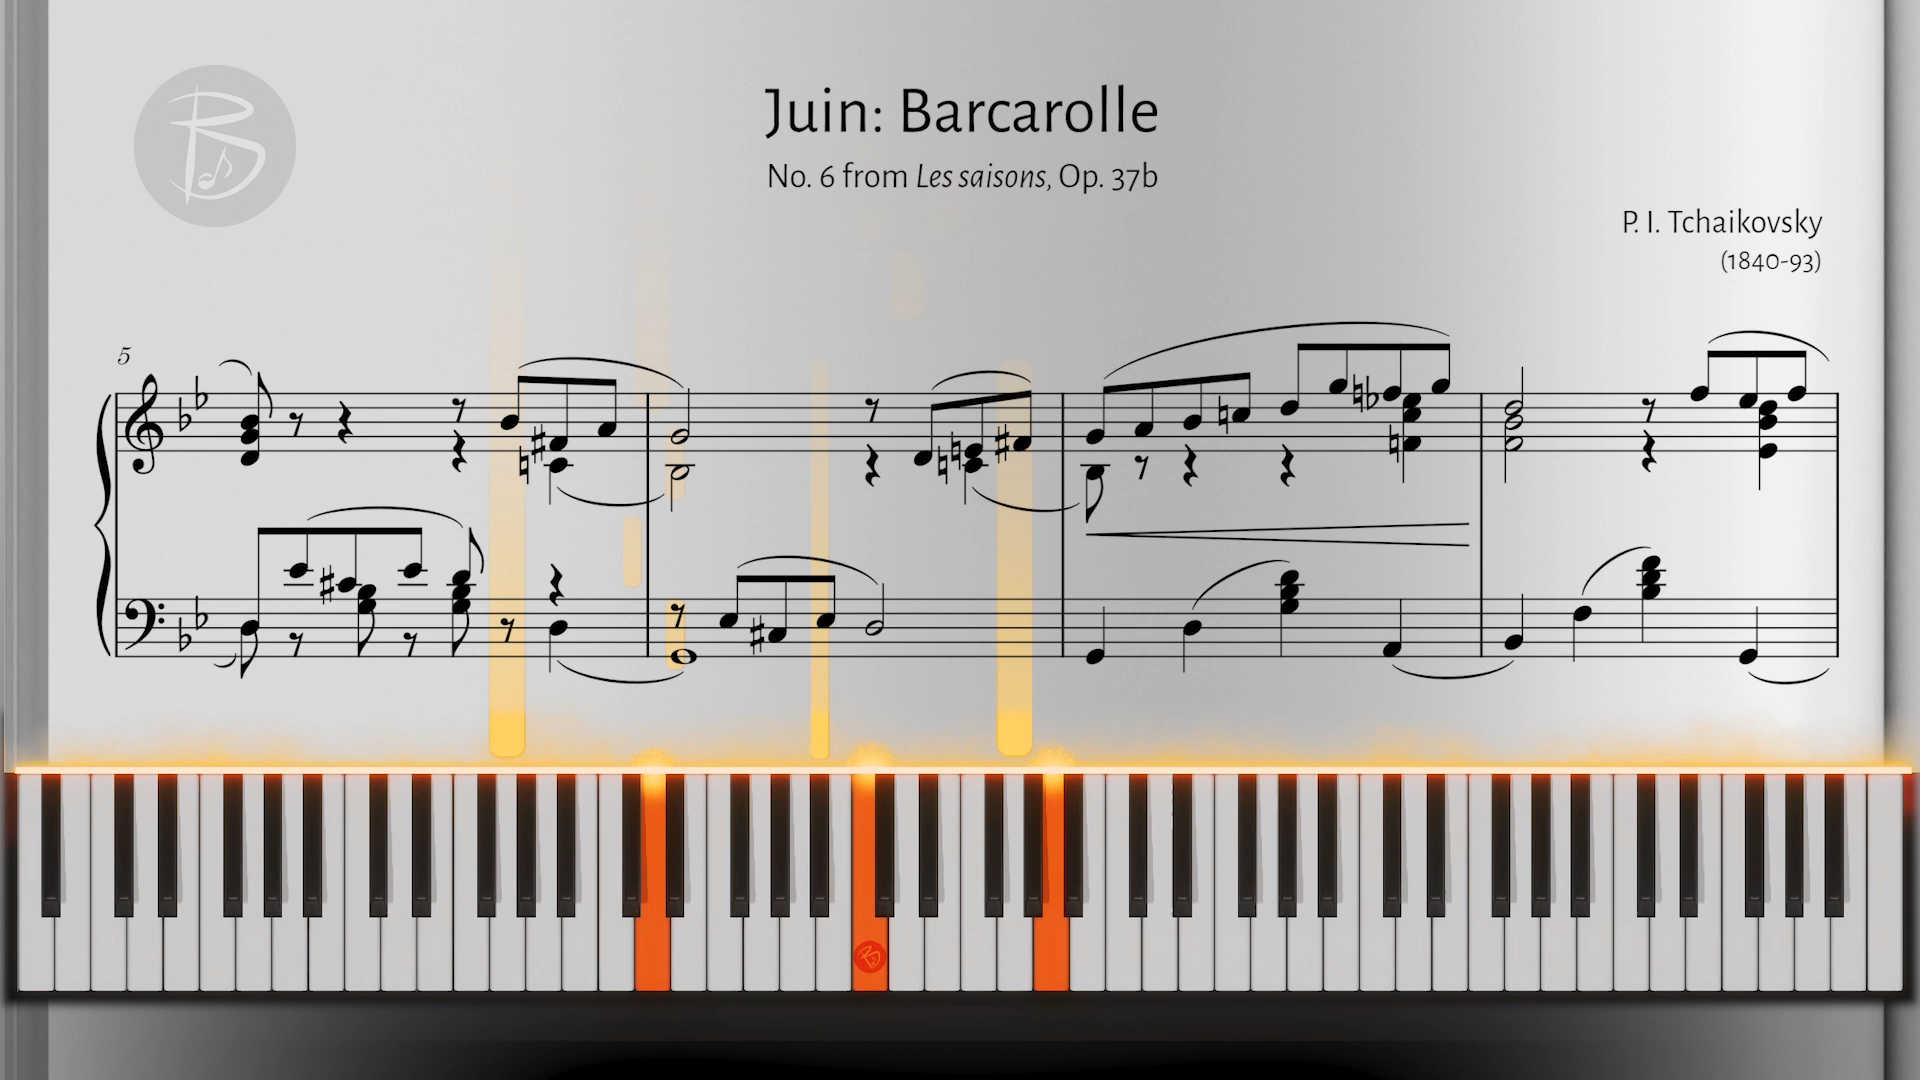 Juin: Barcarolle
No. 6 from Les saisons, Op. 37b
P. I. Tchaikovsky
(1840-93)
5